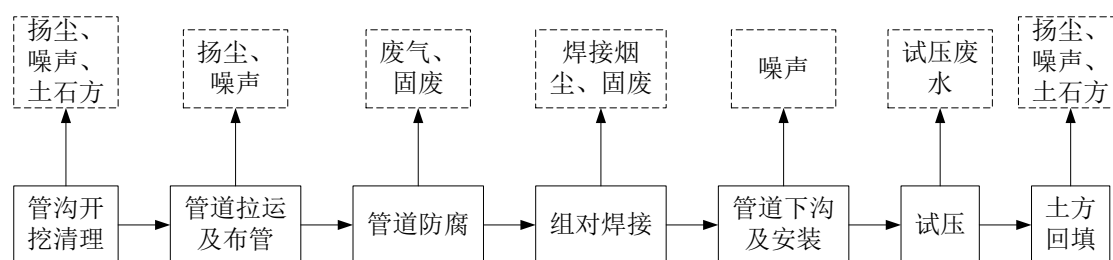 扬尘、
噪声、
土石方
扬尘、
噪声
废气、
固废
焊接烟
尘、固废
噪声
试压废
水
扬尘、
噪声、
土石方
管沟开
挖清理
管道拉运
及布管
管道防腐
组对焊接
管道下沟
及安装
试压
土方
回填